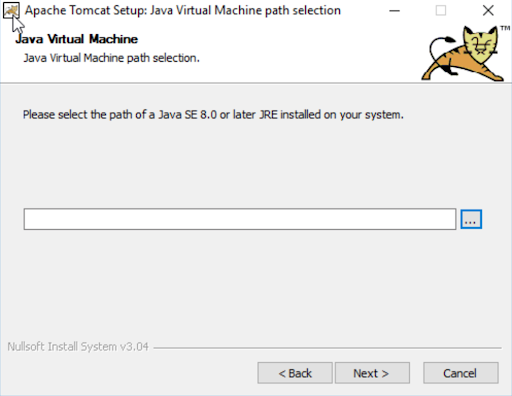 Apache Tomcat Setup: Java Virtual Machine path selection
Java Virtual Machine
Java Virtual Machine path selection.
TM
Please select the path of a Java SE 8.0 or later JRE installed on your system.
...
Nullsoft Install System v3.04
< Back Next > Cancel